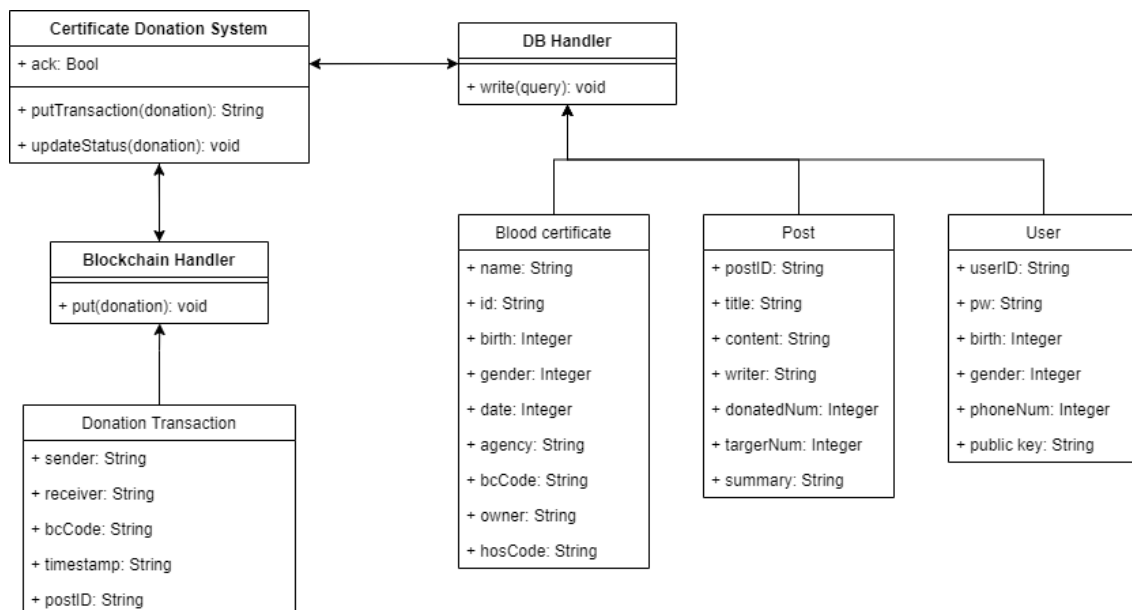 Certificate Donation System
+ ack: Bool
+ putTransaction(donation): String
+ updateStatus(donation): void
DB Handler
+ write(query): void
Blockchain Handler
+ put(donation): void
Donation Transaction
+ sender: String
+ receiver: String
+ bcCode: String
+ timestamp: String
+ postID: String
Blood certificate
+ name: String
+ id: String
+ birth: Integer
+ gender: Integer
+ date: Integer
+ agency: String
+ bcCode: String
+ owner: String
+ hosCode: String
Post
+ postID: String
+ title: String
+ content: String
+ writer: String
+ donatedNum: Integer
+ targerNum: Integer
+ summary: String
User
+ userID: String
+ pw: String
+ birth: Integer
+ gender: Integer
+ phoneNum: Integer
+ public key: String